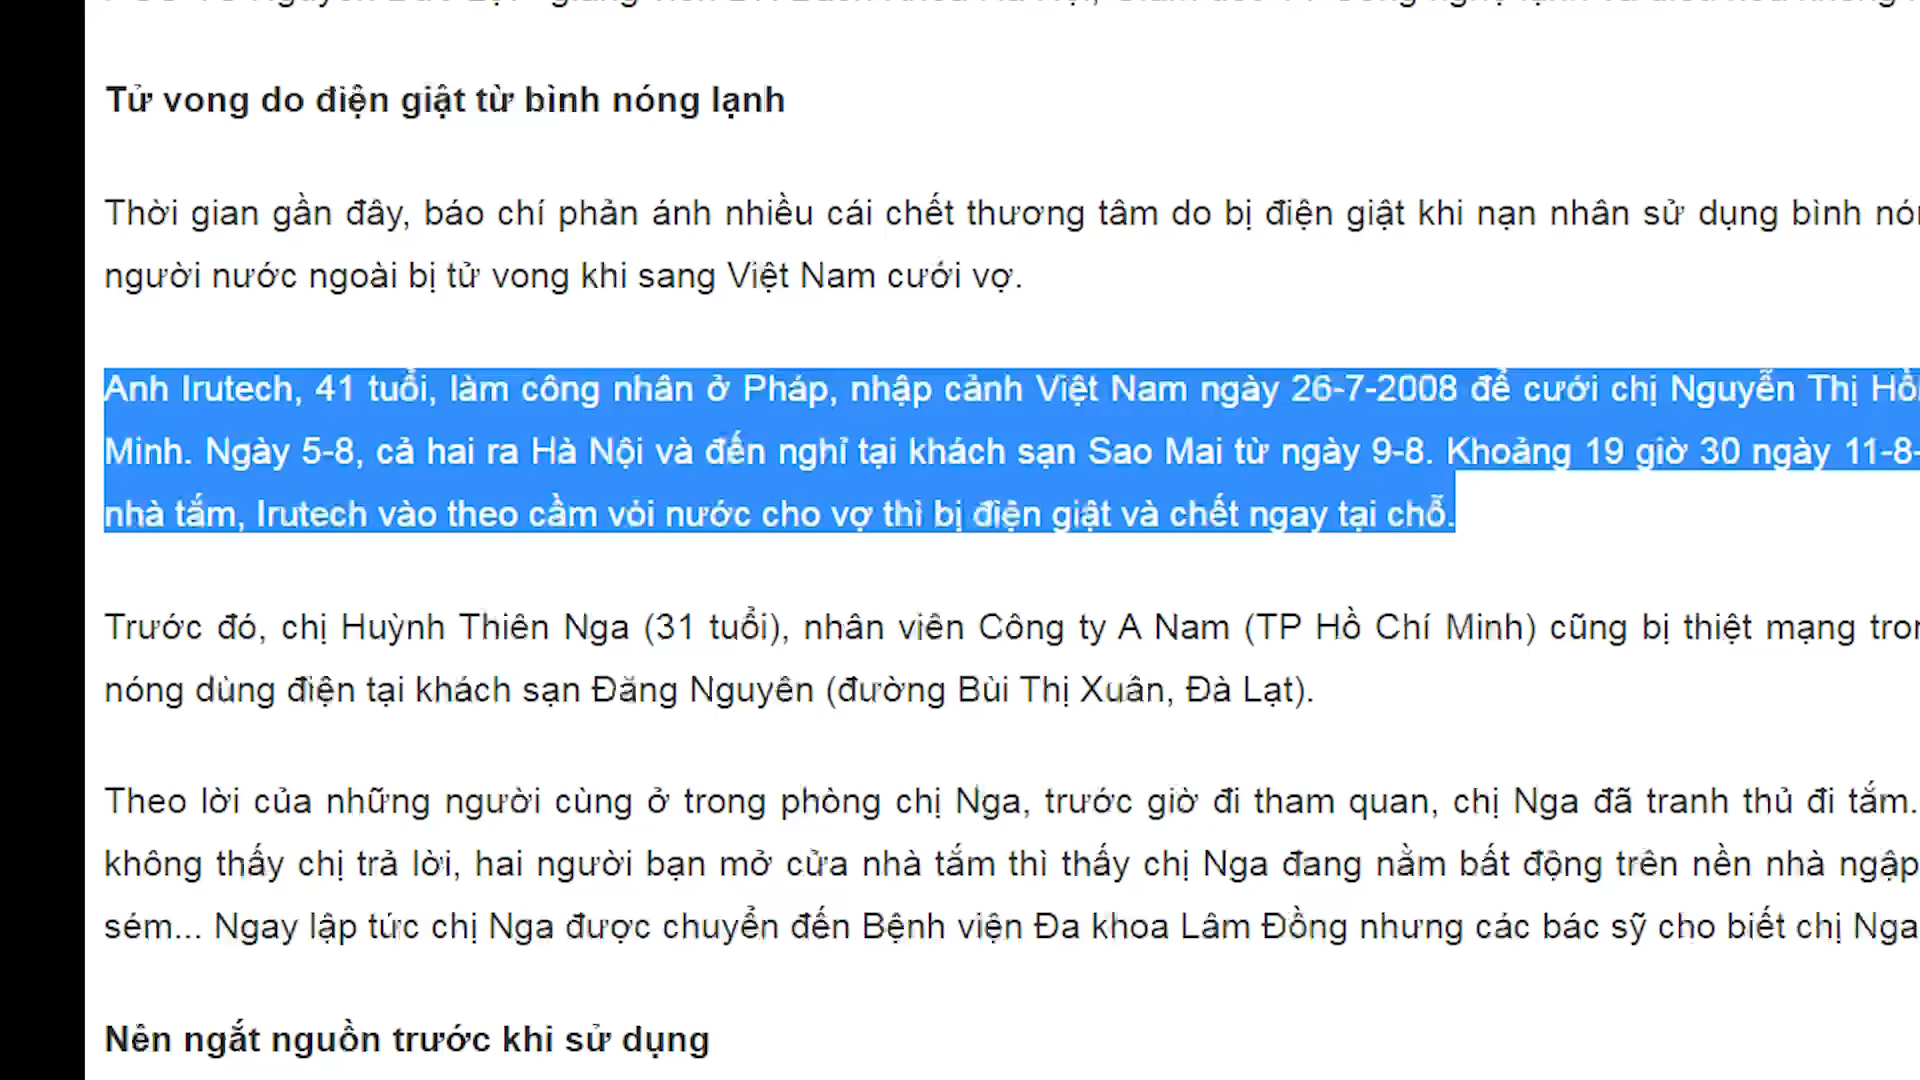 Tử vong do điện giật từ bình nóng lạnh
Thời gian gần đây, báo chí phản ánh nhiều cái chết thương tâm do bị điện giật khi nạn nhân sử dụng bình
người nước ngoài bị tử vong khi sang Việt Nam cưới vợ.
Anh Irutech, 41 tuổi, làm công nhân ở Pháp, nhập cảnh Việt Nam ngày 26-7-2008 để cưới chị Nguyễn Thị
Minh. Ngày 5-8, cả hai ra Hà Nội và đến nghỉ tại khách sạn Sao Mai từ ngày 9-8. Khoảng 19 giờ 30 ngày 11-8-
nhà tắm, Irutech vào theo cầm vòi nước cho vợ thì bị điện giật và chết ngay tại chỗ.
Trước đó, chị Huỳnh Thiên Nga (31 tuổi), nhân viên Công ty A Nam (TP Hồ Chí Minh) cũng bị thiệt mạng
nóng dùng điện tại khách sạn Đăng Nguyên (đường Bùi Thị Xuân, Đà Lạt).
Theo lời của những người cùng ở trong phòng chị Nga, trước giờ đi tham quan, chị Nga đã tranh thủ đi tắm.
không thấy chị trả lời, hai người bạn mở cửa nhà tắm thì thấy chị Nga đang nằm bất động trên nền nhà ngập
sém... Ngay lập tức chị Nga được chuyển đến Bệnh viện Đa khoa Lâm Đồng nhưng các bác sỹ cho biết chị Nga
Nên ngắt nguồn trước khi sử dụng